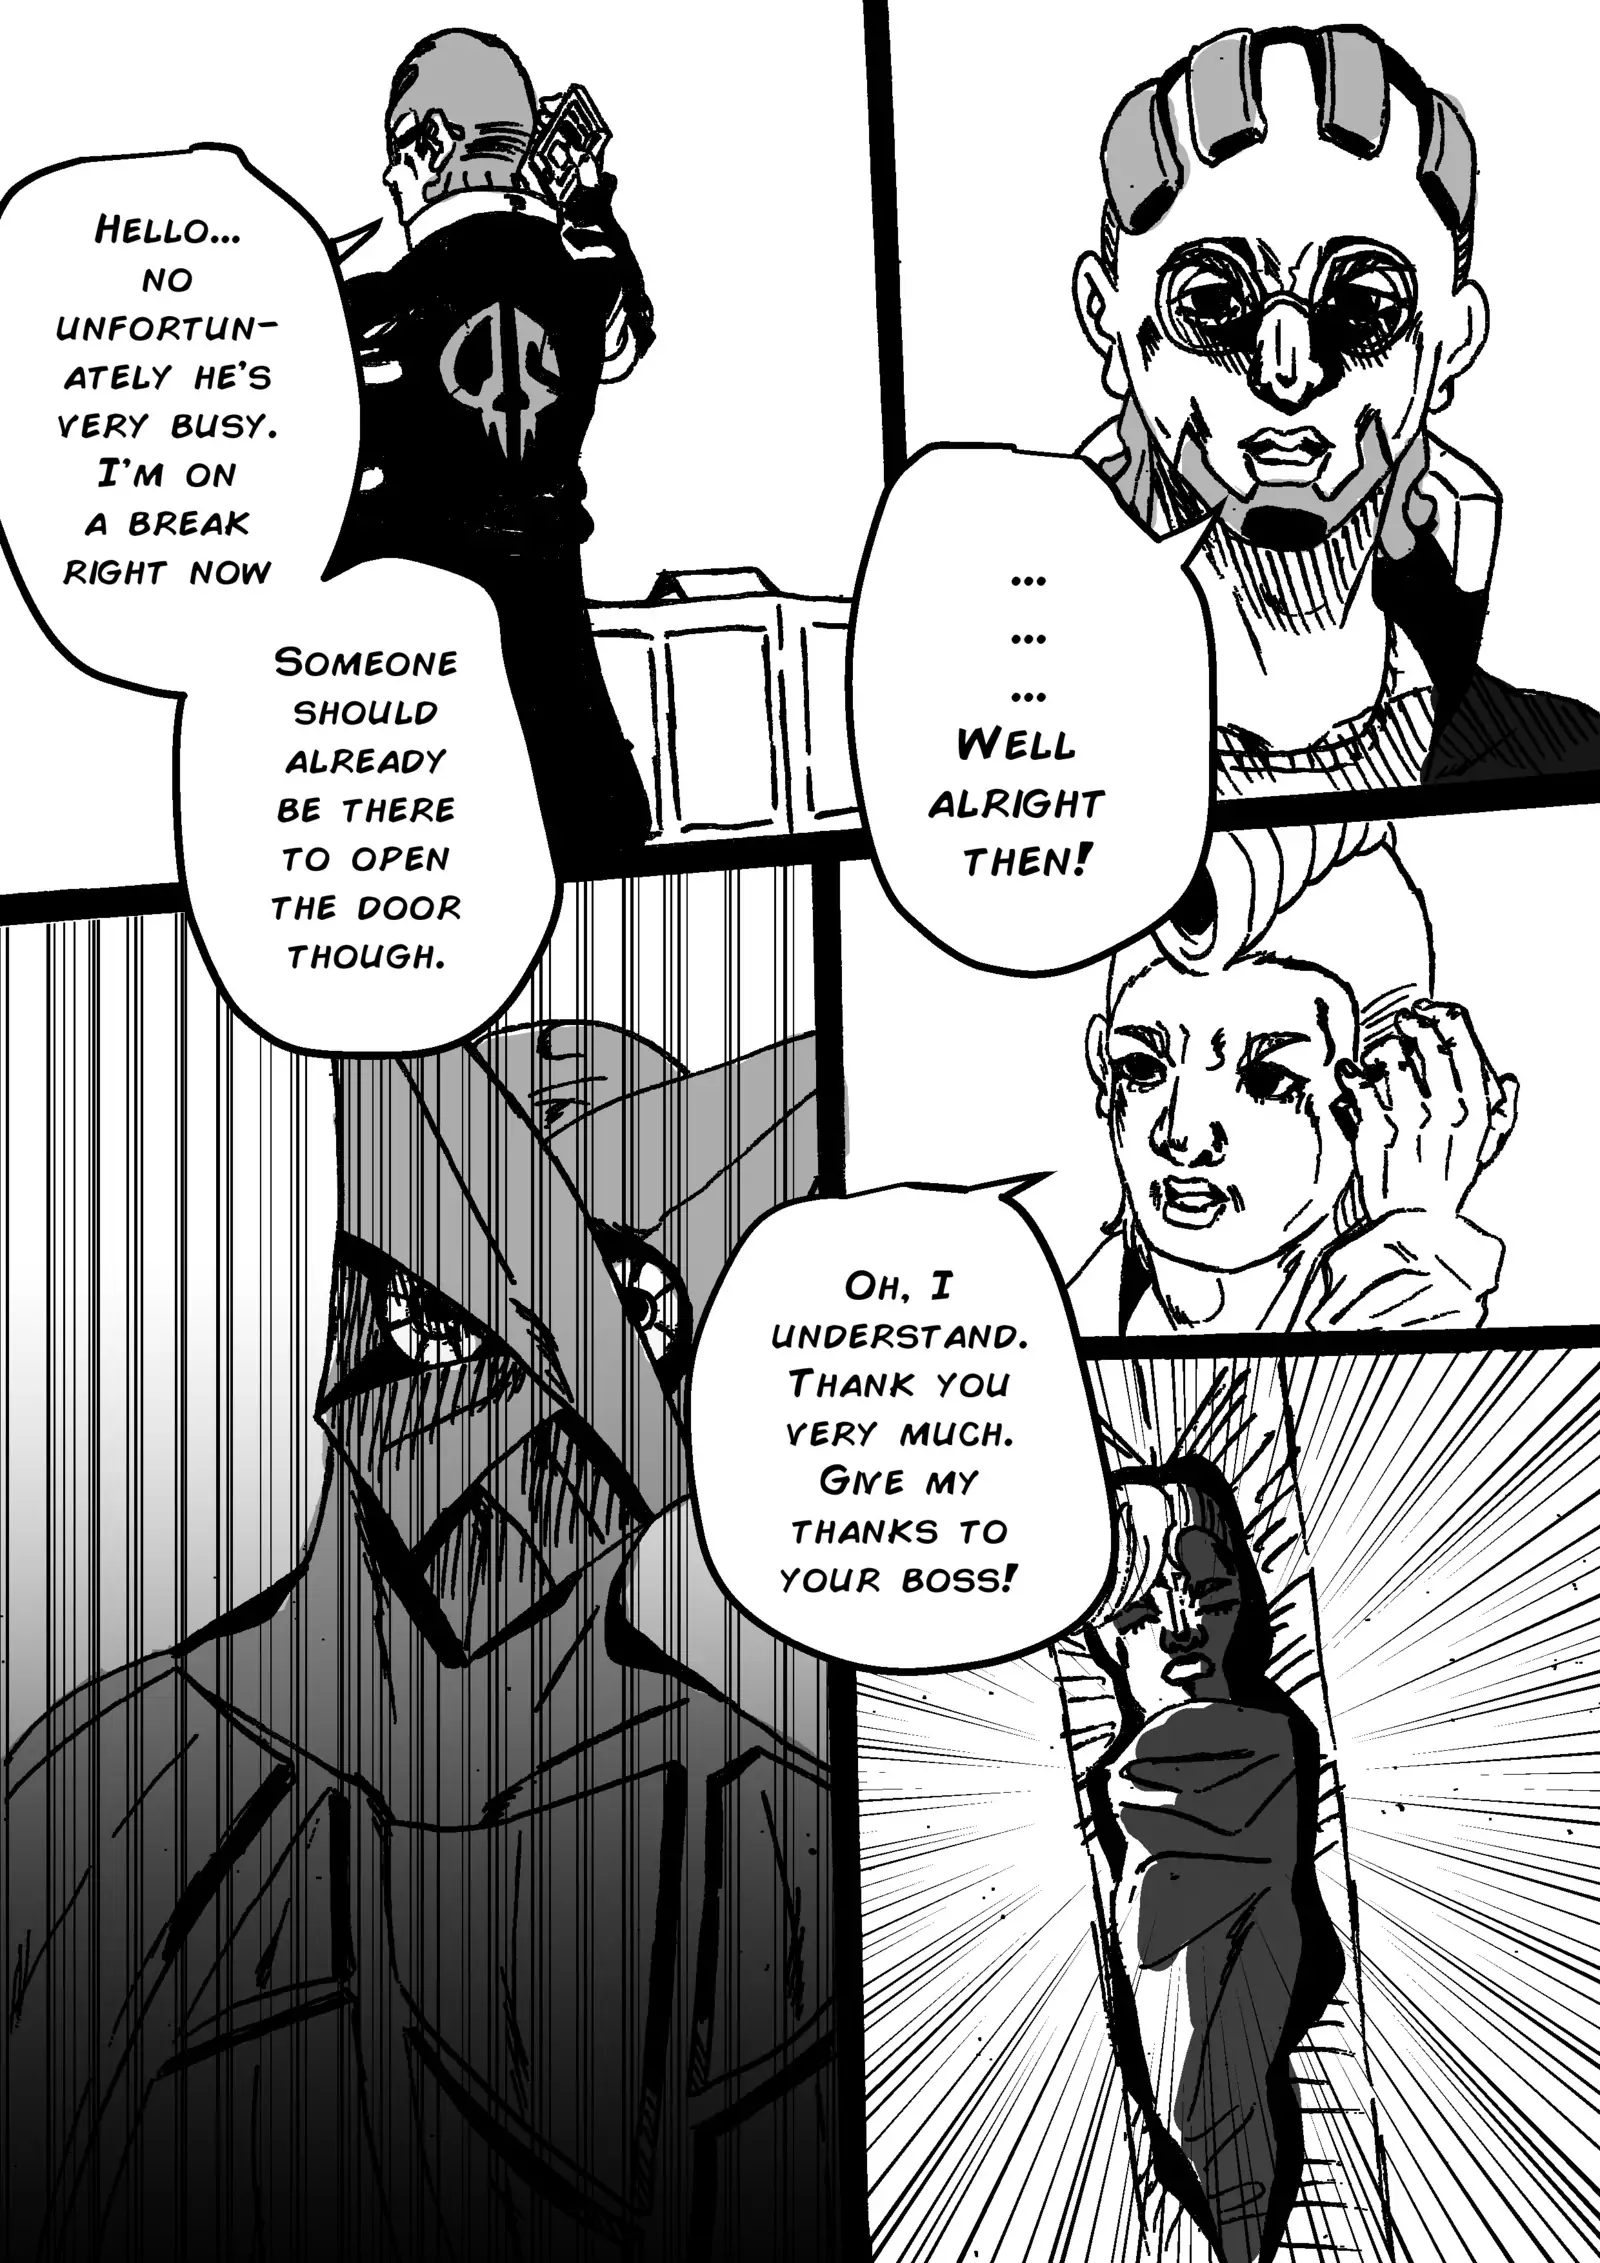 HELLO...
NO
UNFORTUN-
ATELY HE'S
VERY BUSY.
I'M ON
A BREAK
RIGHT NOW
SOMEONE
SHOULD
ALREADY
BE THERE
TO OPEN
THE DOOR
THOUGH.
...
...
...
WELL
ALRIGHT
THEN!
OH, I
UNDERSTAND.
THANK YOU
VERY MUCH.
GIVE MY
THANKS TO
YOUR BOSS!